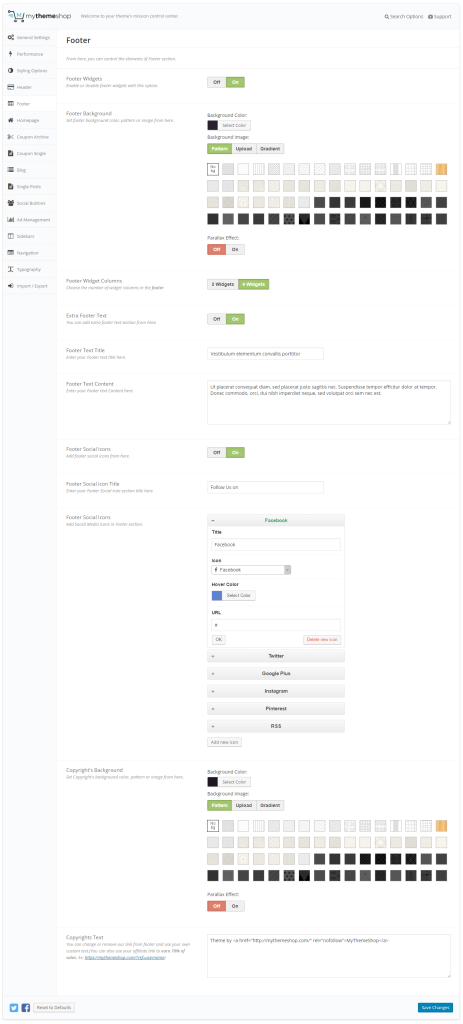 mythemeshop
Welcome to your theme's mission control center.
Search Options
Support
General Settings
Performance
Styling Options
Header
Footer
Homepage
Coupon Archive
Coupon Single
Blog
Single Posts
Social Buttons
Ad Management
Sidebars
Navigation
Typography
Import / Export
Footer
From here, you can control the elements of Footer section.
Footer Widgets
Enable or disable footer widgets with this option.
Off On
Footer Background
Set footer background color, pattern or image from here.
Background Color:
Select Color
Background Image:
Pattern Upload Gradient
No
bg
Parallax Effect:
Off On
Footer Widget Columns
Choose the number of widget columns in the footer
3 Widgets 4 Widgets
Extra Footer Text
You can add extra footer text section from here.
Off On
Footer Text Title
Enter your Footer text title here.
Vestibulum elementum convallis porttitor
Footer Text Content
Enter your Footer text Content here.
Ut placerat consequat diam, sed placerat justo sagittis nec. Suspendisse tempor efficitur dolor at tempor.
Donec commodo, orci, dui nibh imperdiet neque, sed volutpat orci sem nec est.
Footer Social Icons
Add footer social icons from here.
Off On
Footer Social Icon Title
Enter your Footer Social icon section title here.
Follow Us on
Footer Social Icons
Add Social Media icons in Footer section.
Facebook
Title
Facebook
Icon
Facebook
Hover Color
Select Color
URL
#
OK
Delete new icon
+ Twitter
+ Google Plus
+ Instagram
+ Pinterest
+ RSS
Add new icon
Copyright's Background
Set Copyright's background color, pattern or image from here.
Background Color:
Select Color
Background Image:
Pattern Upload Gradient
No
bg
Parallax Effect:
Off On
Copyrights Text
You can change or remove our link from footer and use your own
custom text.(You can also use your affiliate link to earn 70% of
sales. Ex: https://mythemeshop.com/?ref=username)
Theme by <a href="http://mythemeshop.com/" rel="nofollow">MyThemeShop</a>
Reset to Defaults
Save Changes